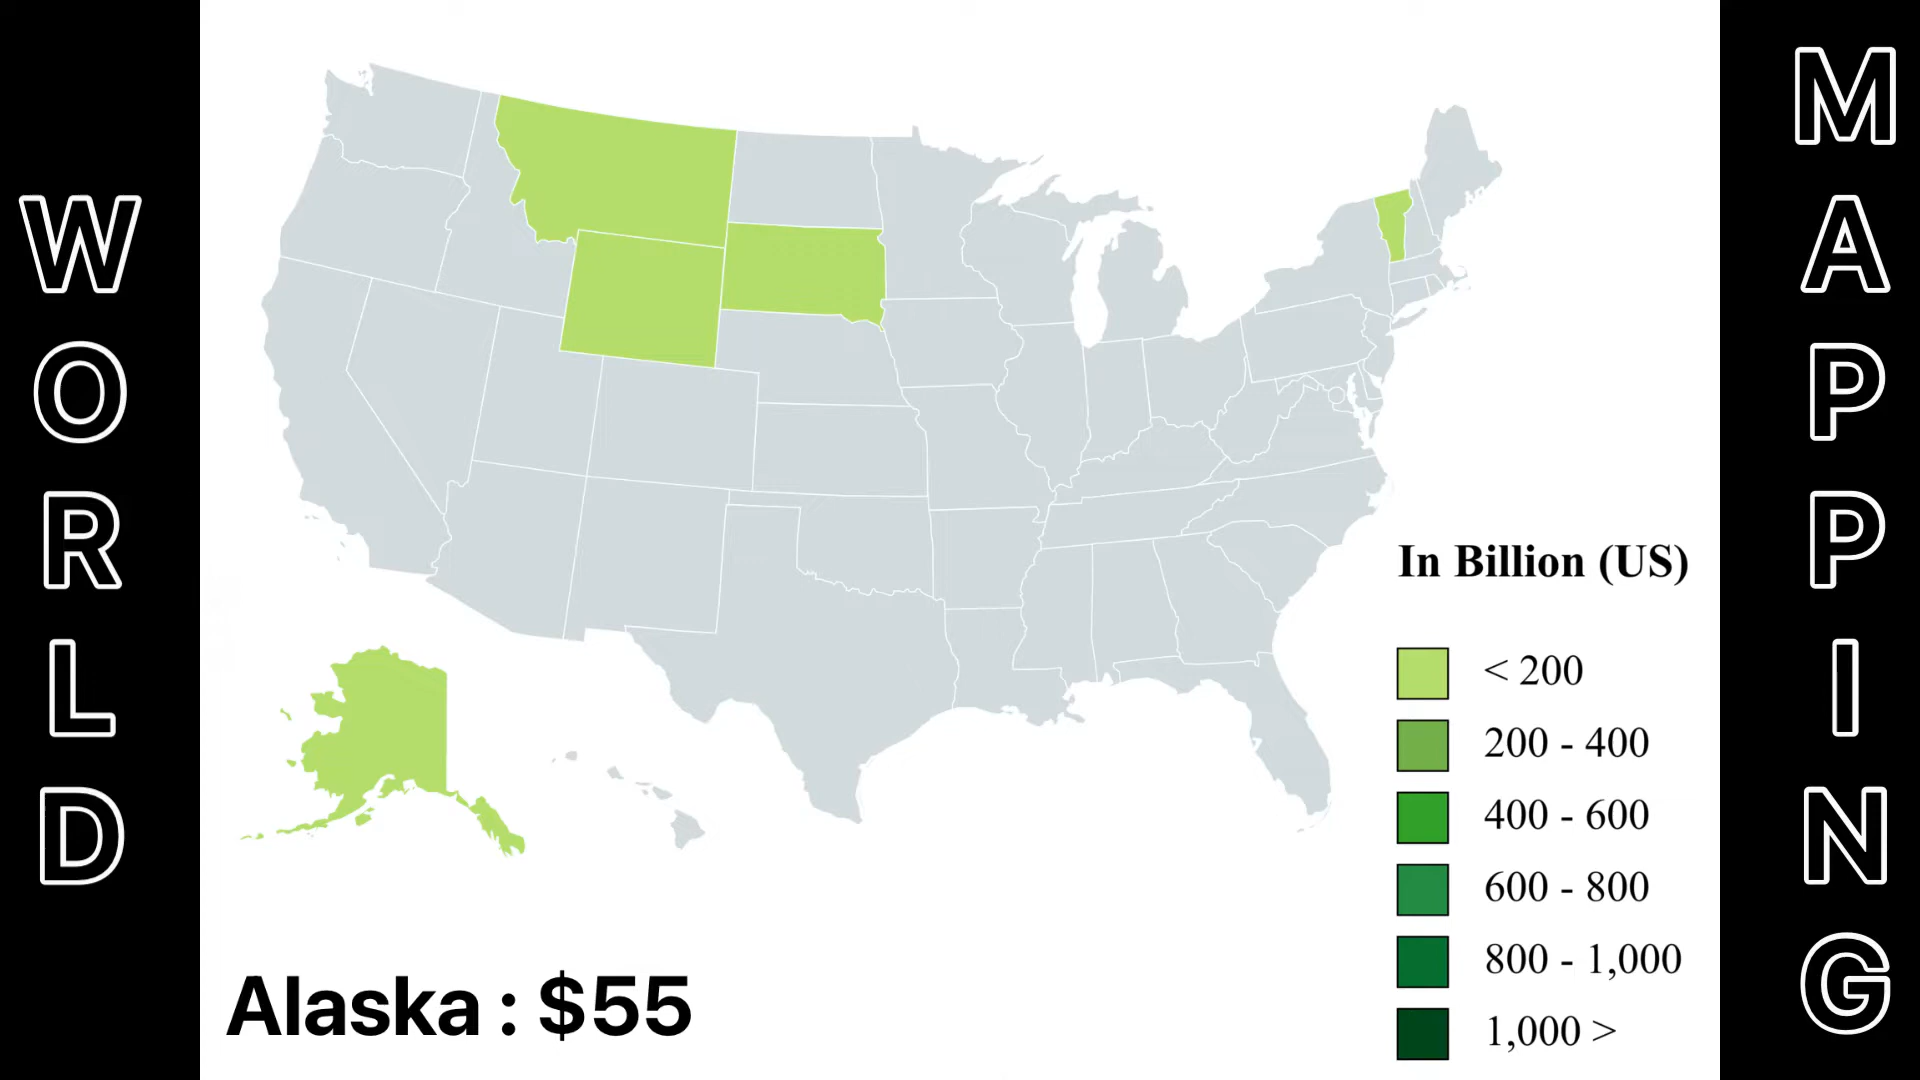 WORLD
MAPPING
In Billion (US)
< 200
200 - 400
400 - 600
600 - 800
800 - 1,000
1,000 >
Alaska : $55